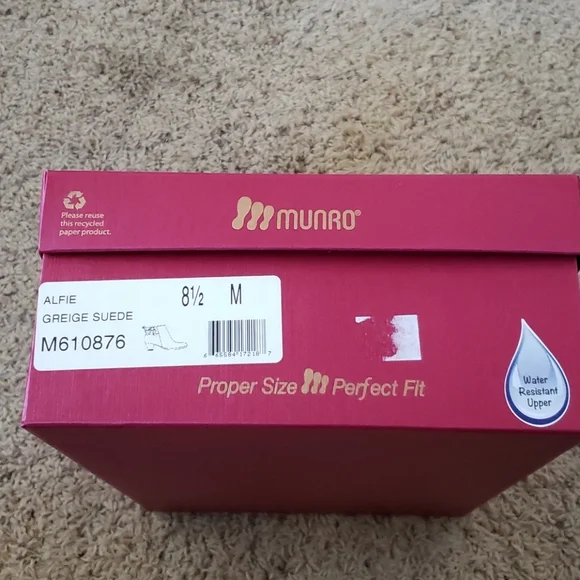 Please reuse
this recycled
paper product.
MUNRO®
ALFIE
8½ M
GREIGE SUEDE
M610876
Proper Size Perfect Fit
Water
Resistant
Upper